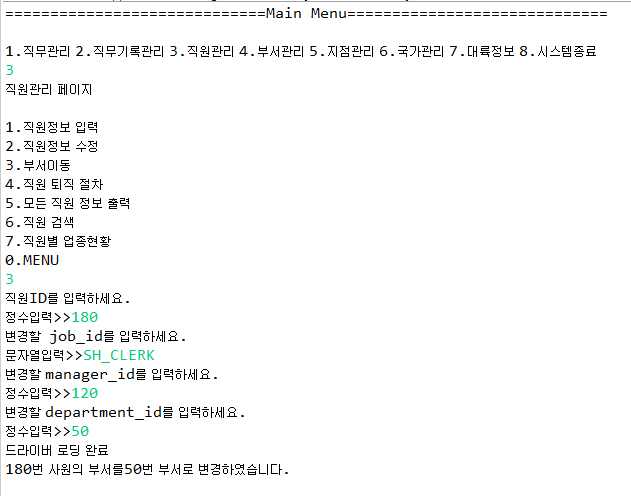 =============================Main Menu=============================
1.직무관리 2.직무기록관리 3.직원관리 4.부서관리 5.지점관리 6.국가관리 7.대륙정보 8.시스템종료
3
직원관리 페이지
1.직원정보 입력
2.직원정보 수정
3.부서이동
4.직원 퇴직 절차
5.모든 직원 정보 출력
6.직원 검색
7.직원별 업종현황
0.MENU
3
직원ID를 입력하세요.
정수입력>>180
변경할 job_id를 입력하세요.
문자열입력>>SH_CLERK
변경할 manager_id를 입력하세요.
정수입력>>120
변경할 department_id를 입력하세요.
정수입력>>50
드라이버 로딩 완료
180번 사원의 부서를50번 부서로 변경하였습니다.